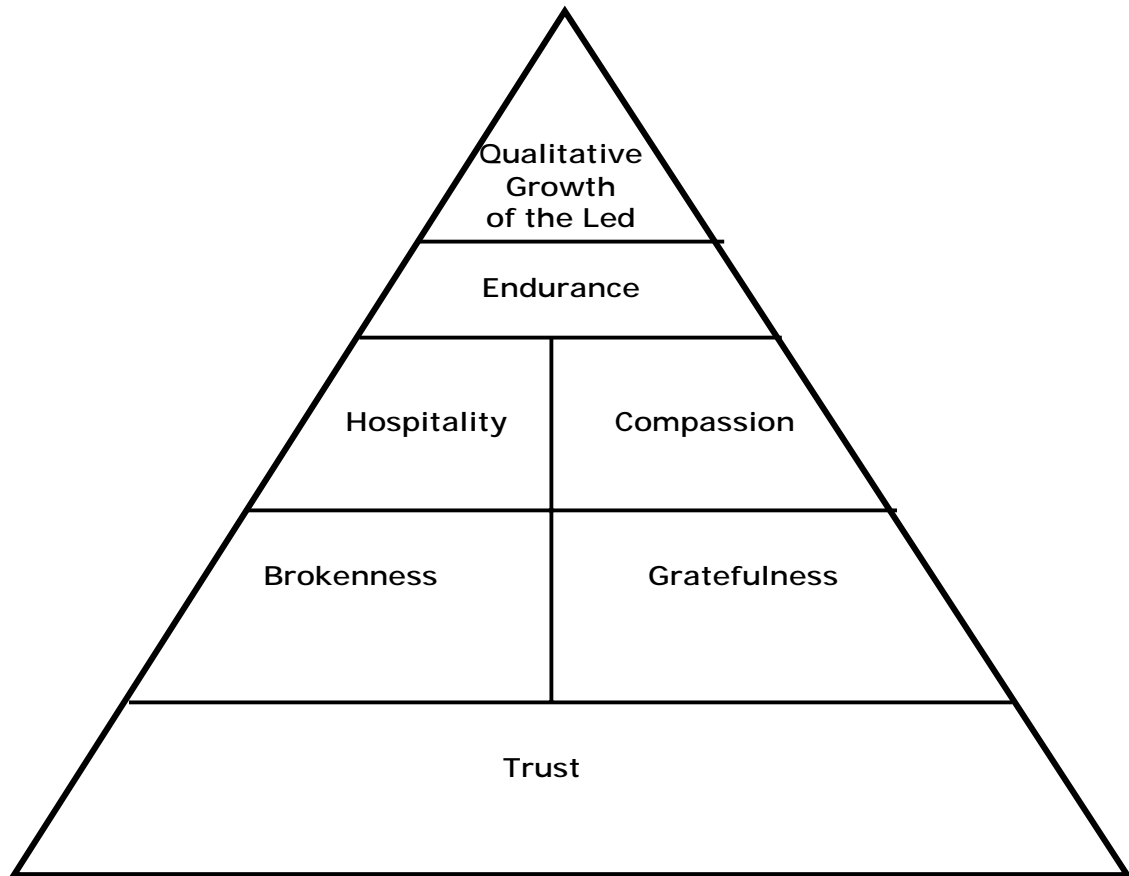 Qualitative
Growth
of the Led
Endurance
Hospitality
Compassion
Brokenness
Gratefulness
Trust